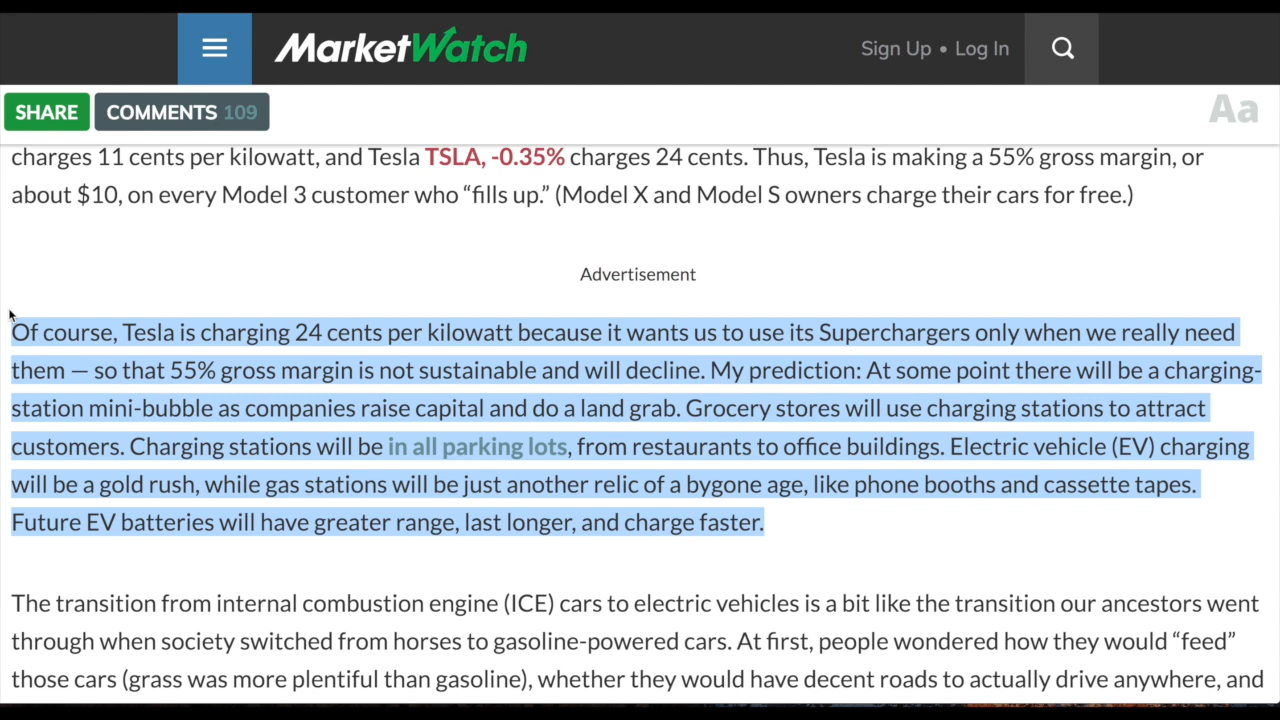 MarketWatch
Sign Up • Log In
SHARE
COMMENTS 109
Aa
charges 11 cents per kilowatt, and Tesla TSLA, -0.35% charges 24 cents. Thus, Tesla is making a 55% gross margin, or
about $10, on every Model 3 customer who “fills up.” (Model X and Model S owners charge their cars for free.)
Advertisement
Of course, Tesla is charging 24 cents per kilowatt because it wants us to use its Superchargers only when we really need
them — so that 55% gross margin is not sustainable and will decline. My prediction: At some point there will be a charging-
station mini-bubble as companies raise capital and do a land grab. Grocery stores will use charging stations to attract
customers. Charging stations will be in all parking lots, from restaurants to office buildings. Electric vehicle (EV) charging
will be a gold rush, while gas stations will be just another relic of a bygone age, like phone booths and cassette tapes.
Future EV batteries will have greater range, last longer, and charge faster.
The transition from internal combustion engine (ICE) cars to electric vehicles is a bit like the transition our ancestors went
through when society switched from horses to gasoline-powered cars. At first, people wondered how they would “feed”
those cars (grass was more plentiful than gasoline), whether they would have decent roads to actually drive anywhere, and